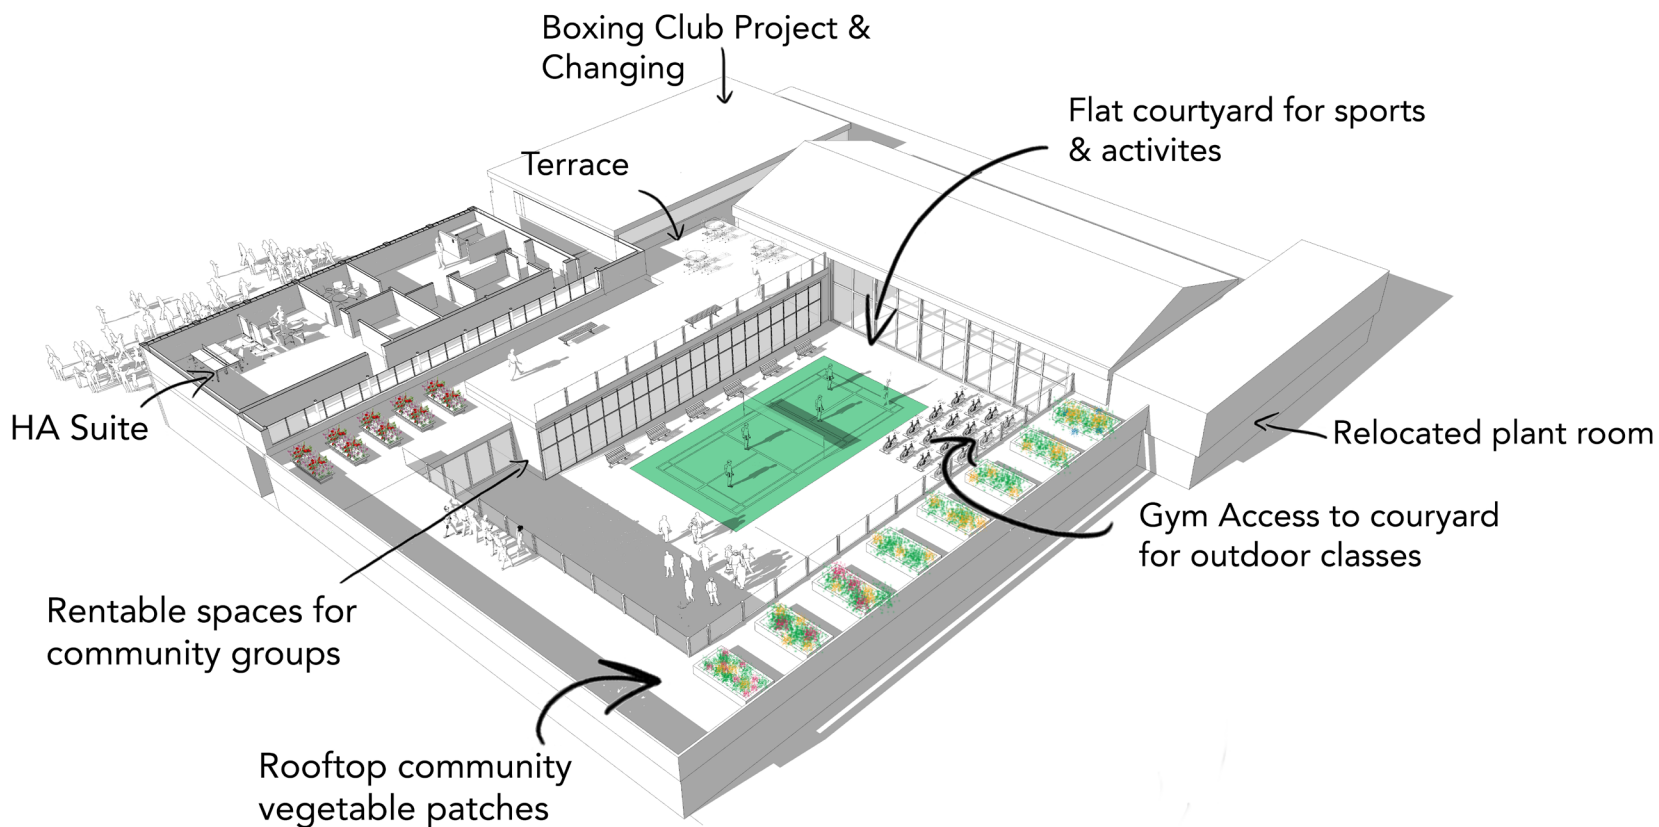 Boxing Club Project &
Changing
Flat courtyard for sports
& activites
Terrace
HA Suite
Relocated plant room
Gym Access to couryard
for outdoor classes
Rentable spaces for
community groups
Rooftop community
vegetable patches